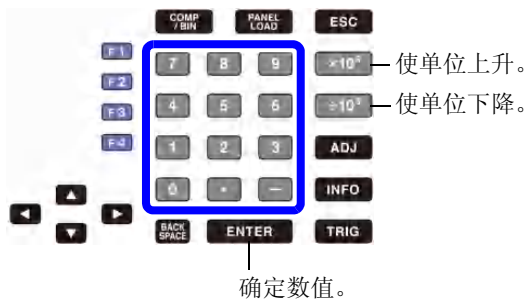 COMP
/ BIN
PANEL
LOAD
ESC
F1
7 8 9
×10³
使单位上升。
F2
4 5 6
÷10³
使单位下降。
F3
F4
1 2 3
ADJ
0 · −
INFO
BACK
SPACE
ENTER
TRIG
确定数值。